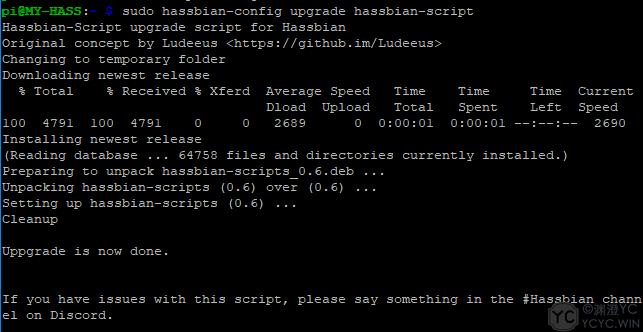 pi@MY-HASS:~ $ sudo hassbian-config upgrade hassbian-script
Hassbian-Script upgrade script for Hassbian
Original concept by Ludeeus <https://github.im/Ludeeus>
Changing to temporary folder
Downloading newest release
  % Total    % Received % Xferd  Average Speed   Time    Time     Time  Current
                                 Dload  Upload   Total   Spent    Left  Speed
100  4791  100  4791    0     0   2689      0  0:00:01  0:00:01 --:--:--  2690
Installing newest release
(Reading database ... 64758 files and directories currently installed.)
Preparing to unpack hassbian-scripts_0.6.deb ...
Unpacking hassbian-scripts (0.6) over (0.6) ...
Setting up hassbian-scripts (0.6) ...
Cleanup
Uppgrade is now done.
If you have issues with this script, please say something in the #Hassbian chann
el on Discord.
YC
©渊澄YC
YCYC.WIN